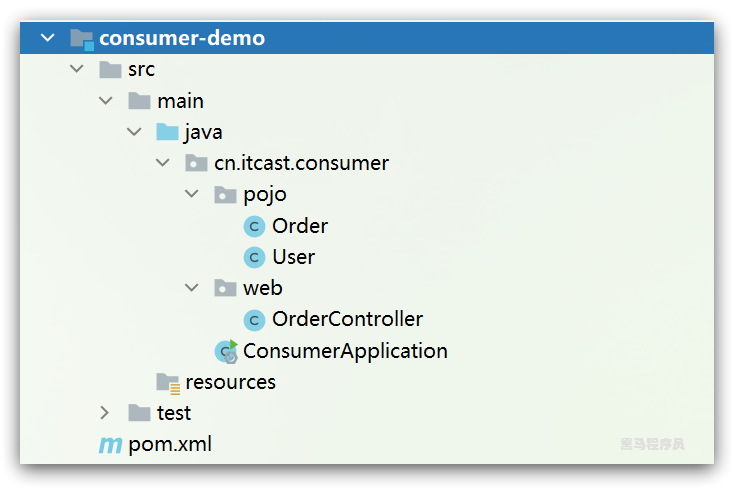 consumer-demo
src
main
java
cn.itcast.consumer
pojo
Order
User
web
OrderController
ConsumerApplication
resources
test
pom.xml
黑马程序员